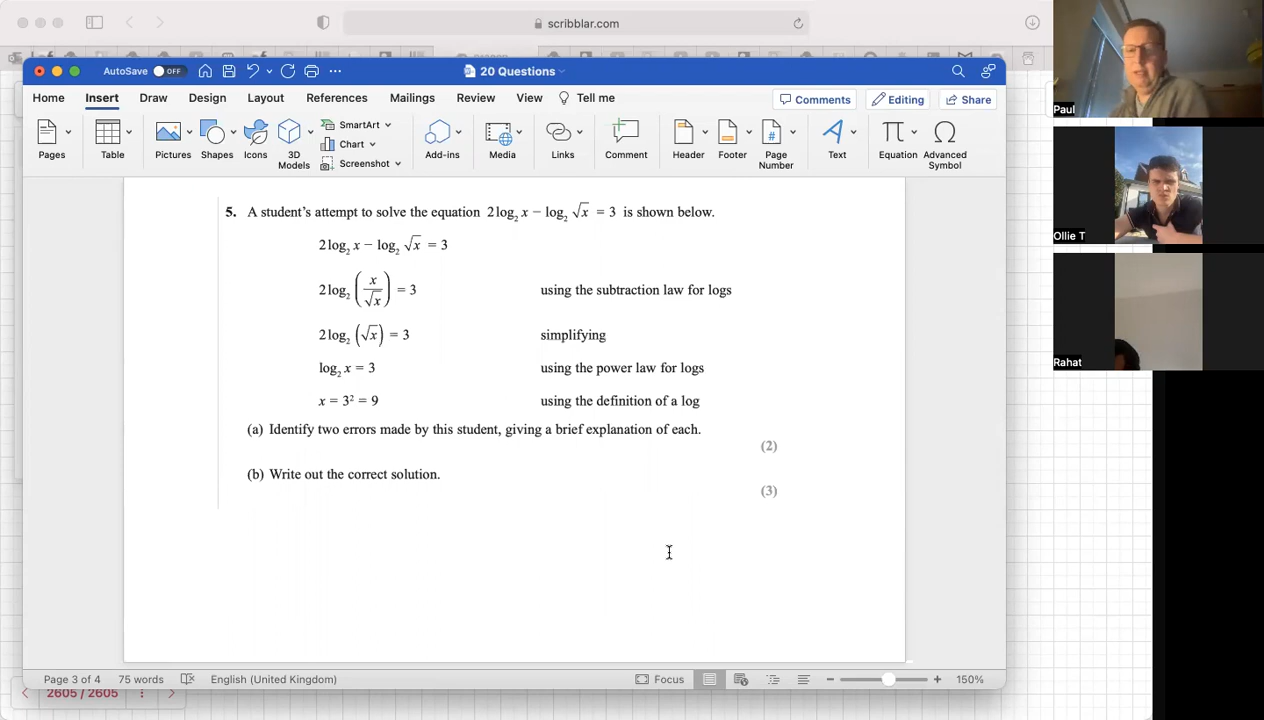 scribblar.com
AutoSave OFF
20 Questions
Home Insert Draw Design Layout References Mailings Review View Tell me Comments Editing Share
Pages Table Pictures Shapes Icons 3D Models SmartArt Chart Screenshot Add-ins Media Links Comment Header Footer Page Number Text Equation Advanced Symbol
5. A student's attempt to solve the equation 2log₂ x − log₂ √x = 3 is shown below.
2log₂ x − log₂ √x = 3
2log₂ (x/√x) = 3 using the subtraction law for logs
2log₂ (√x) = 3 simplifying
log₂ x = 3 using the power law for logs
x = 3² = 9 using the definition of a log
(a) Identify two errors made by this student, giving a brief explanation of each.
(2)
(b) Write out the correct solution.
(3)
Page 3 of 4 75 words English (United Kingdom) Focus 150%
2605 / 2605
Paul
Ollie T
Rahat